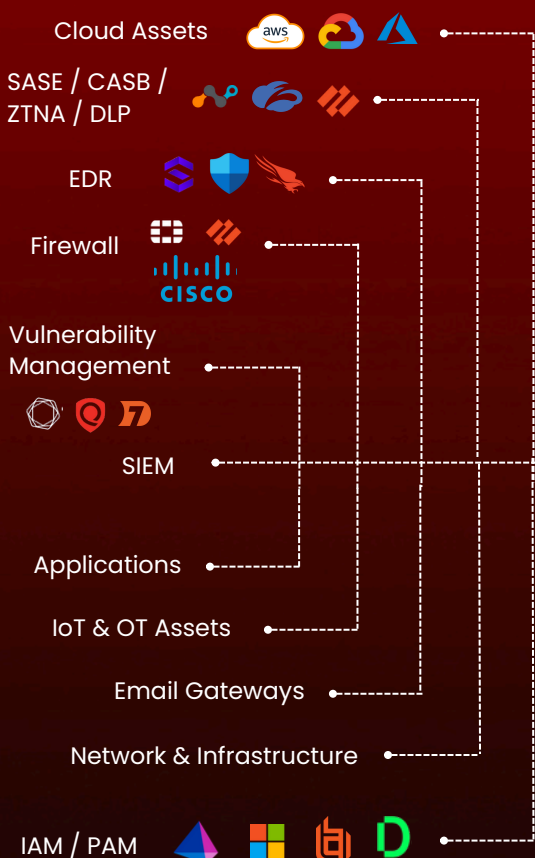 Cloud Assets
aws
SASE / CASB /
ZTNA / DLP
EDR
Firewall
CISCO
Vulnerability
Management
SIEM
Applications
IoT & OT Assets
Email Gateways
Network & Infrastructure
IAM / PAM